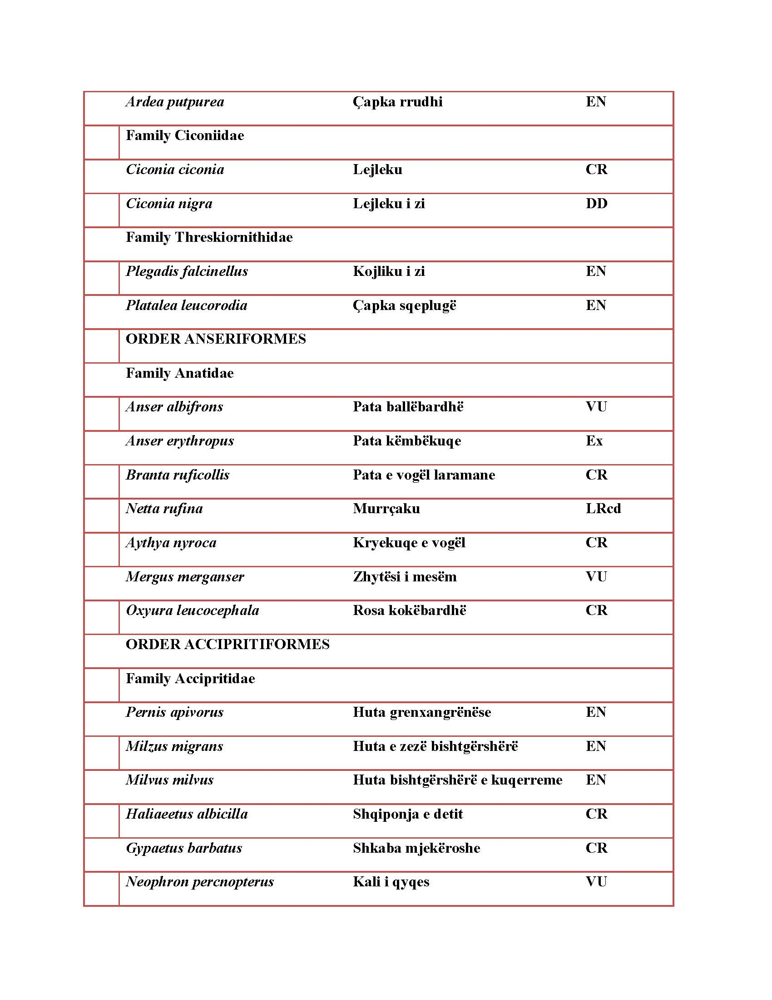 Ardea putpurea Çapka rrudhi EN
Family Ciconiidae
Ciconia ciconia Lejleku CR
Ciconia nigra Lejleku i zi DD
Family Threskiornithidae
Plegadis falcinellus Kojliku i zi EN
Platalea leucorodia Çapka sqeplugë EN
ORDER ANSERIFORMES
Family Anatidae
Anser albifrons Pata ballëbardhë VU
Anser erythropus Pata këmbëkuqe Ex
Branta ruficollis Pata e vogël laramane CR
Netta rufina Murrçaku LRcd
Aythya nyroca Kryekuqe e vogël CR
Mergus merganser Zhytësi i mesëm VU
Oxyura leucocephala Rosa kokëbardhë CR
ORDER ACCIPRITIFORMES
Family Accipritidae
Pernis apivorus Huta grenxangrënëse EN
Milzus migrans Huta e zezë bishtgërshërë EN
Milvus milvus Huta bishtgërshërë e kuqerreme EN
Haliaeetus albicilla Shqiponja e detit CR
Gypaetus barbatus Shkaba mjekëroshe CR
Neophron percnopterus Kali i qyqes VU